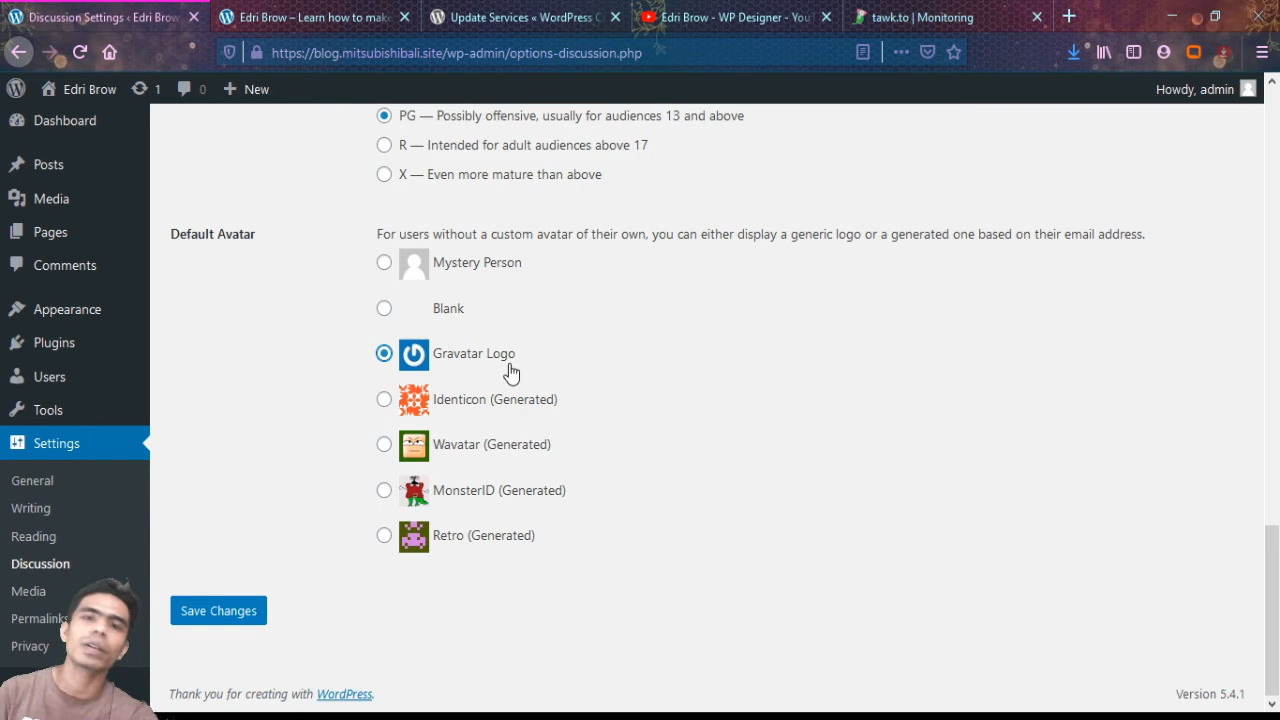 Discussion Settings ‹ Edri Brow
Edri Brow – Learn how to make
Update Services « WordPress C
Edri Brow - WP Designer - You
tawk.to | Monitoring
https://blog.mitsubishibali.site/wp-admin/options-discussion.php
Edri Brow
1
0
New
Howdy, admin
Dashboard
Posts
Media
Pages
Comments
Appearance
Plugins
Users
Tools
Settings
General
Writing
Reading
Discussion
Media
Permalinks
Privacy
PG — Possibly offensive, usually for audiences 13 and above
R — Intended for adult audiences above 17
X — Even more mature than above
Default Avatar
For users without a custom avatar of their own, you can either display a generic logo or a generated one based on their email address.
Mystery Person
Blank
Gravatar Logo
Identicon (Generated)
Wavatar (Generated)
MonsterID (Generated)
Retro (Generated)
Save Changes
Thank you for creating with WordPress.
Version 5.4.1